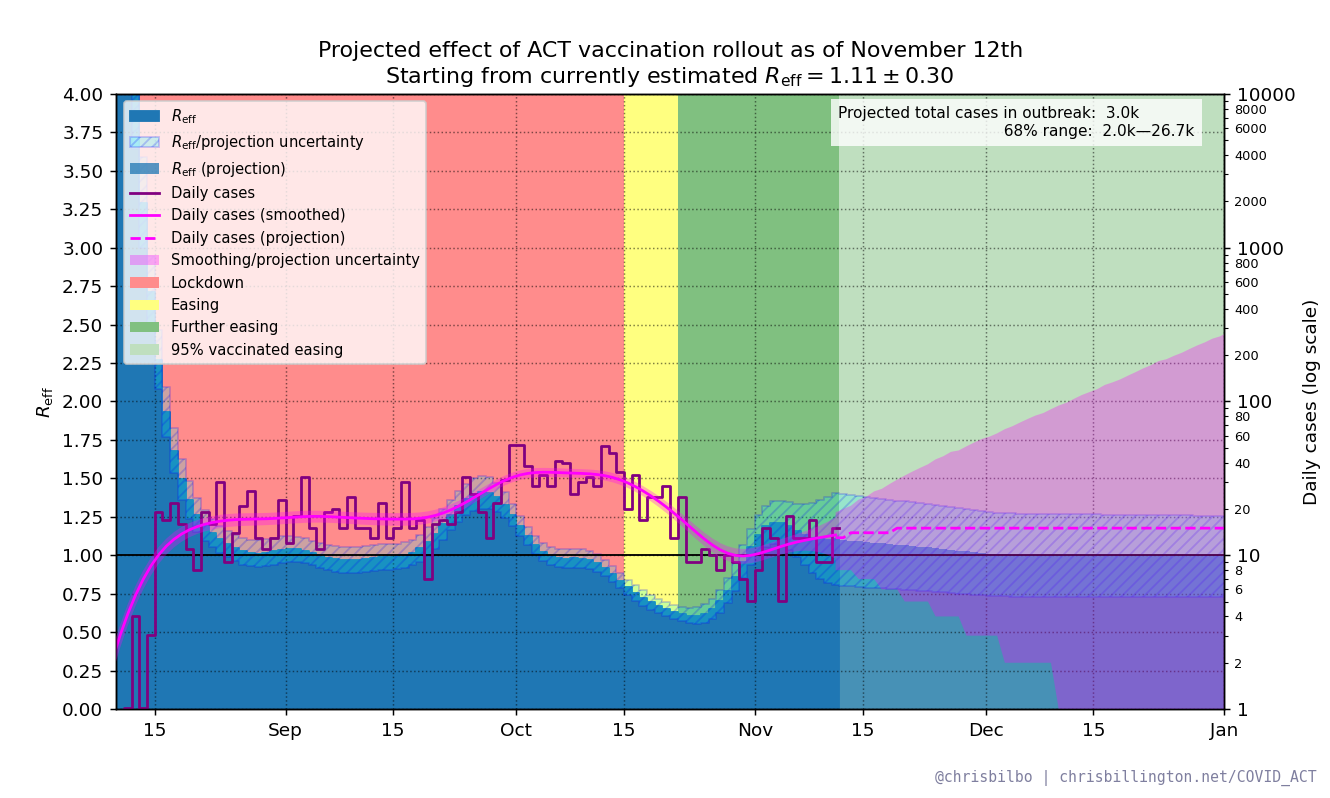 Projected effect of ACT vaccination rollout as of November 12th
Starting from currently estimated R_eff = 1.11 ± 0.30
4.00
3.75
3.50
3.25
3.00
2.75
2.50
2.25
2.00
1.75
1.50
1.25
1.00
0.75
0.50
0.25
0.00
R_eff
R_eff
R_eff/projection uncertainty
R_eff (projection)
Daily cases
Daily cases (smoothed)
Daily cases (projection)
Smoothing/projection uncertainty
Lockdown
Easing
Further easing
95% vaccinated easing
Projected total cases in outbreak: 3.0k
68% range: 2.0k—26.7k
10000
8000
6000
4000
2000
1000
800
600
400
200
100
80
60
40
20
10
8
6
4
2
1
Daily cases (log scale)
15 Sep 15 Oct 15 Nov 15 Dec 15 Jan
@chrisbilbo | chrisbillington.net/COVID_ACT